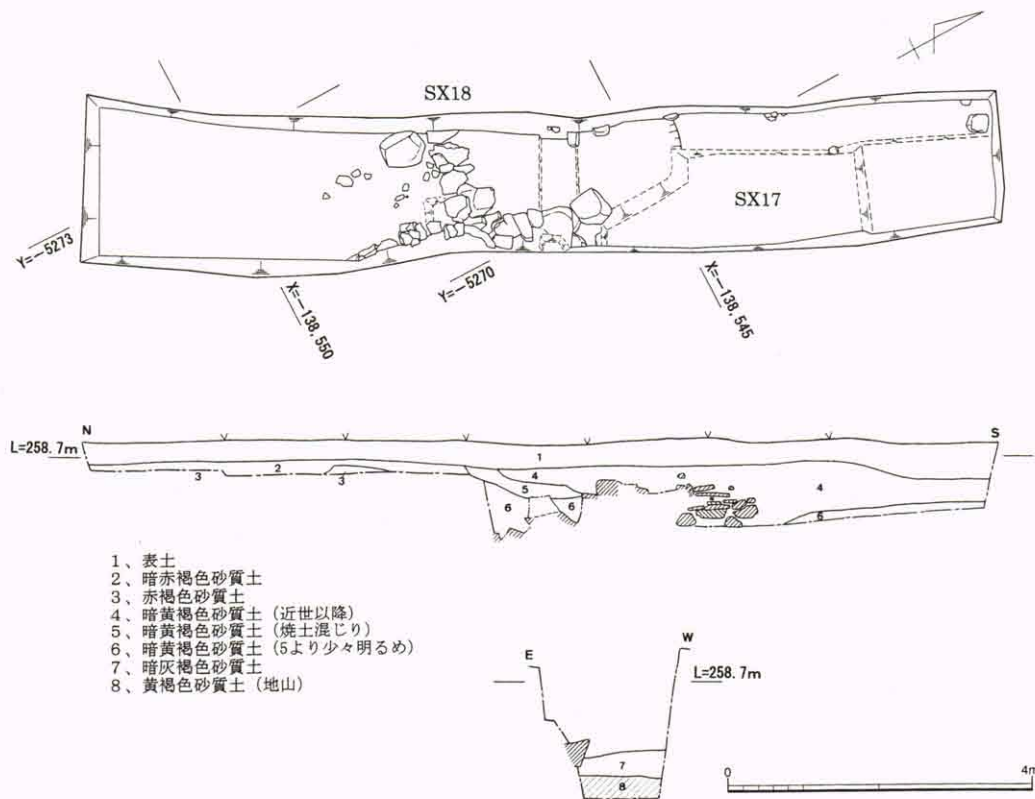 SX18
SX17
Y=-5273
X=-138,550
Y=-5270
X=-138,545
N
S
L=258.7m
1
2
3
3
4
4
5
6
6
6
1、表土
2、暗赤褐色砂質土
3、赤褐色砂質土
4、暗黄褐色砂質土（近世以降）
5、暗黄褐色砂質土（焼土混じり）
6、暗黄褐色砂質土（5より少々明るめ）
7、暗灰褐色砂質土
8、黄褐色砂質土（地山）
E
W
L=258.7m
7
8
0
4m